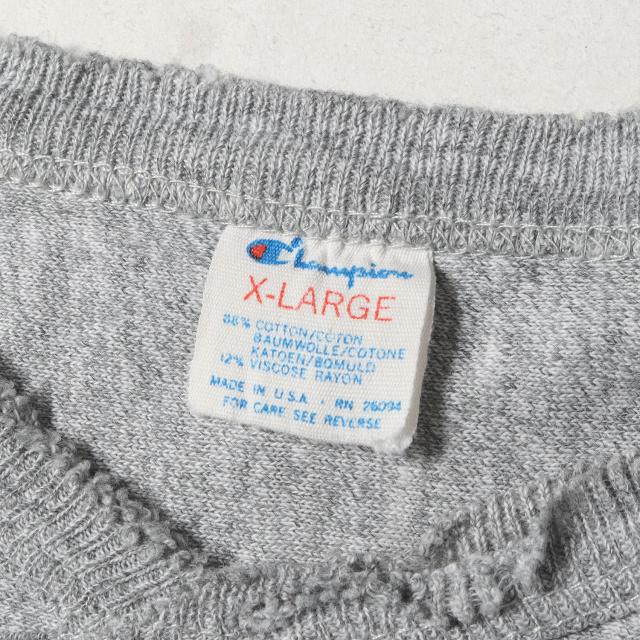 Champion
X-LARGE
88% COTTON/COTON
BAUMWOLLE/COTONE
KATOEN/BOMULD
12% VISCOSE RAYON
MADE IN U.S.A. • RN 26094
FOR CARE SEE REVERSE